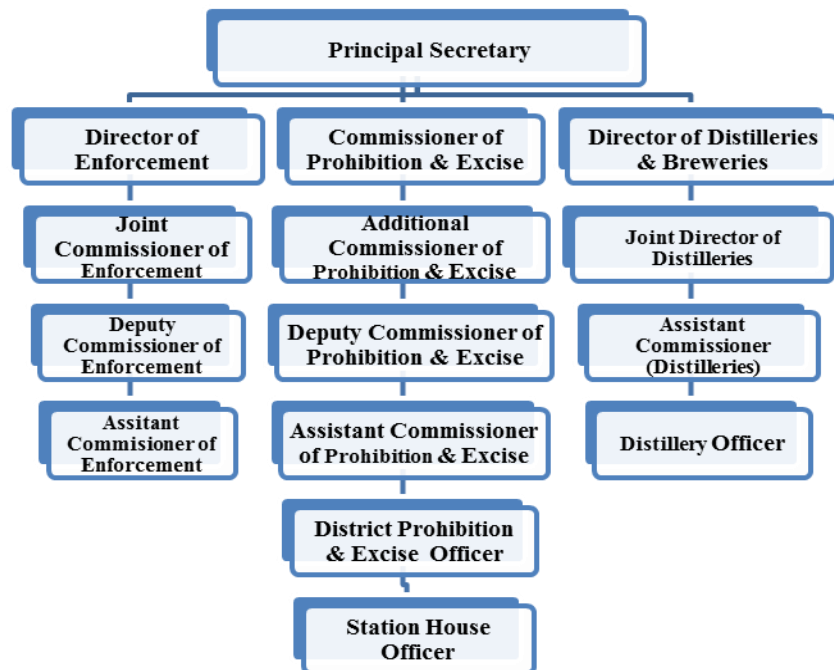 Principal Secretary
Director of
Enforcement
Commissioner of
Prohibition & Excise
Director of Distilleries
& Breweries
Joint
Commissioner of
Enforcement
Additional
Commissioner of
Prohibition & Excise
Joint Director of
Distilleries
Deputy
Commissioner of
Enforcement
Deputy Commissioner of
Prohibition & Excise
Assistant
Commissioner
(Distilleries)
Assitant
Commisioner of
Enforcement
Assistant Commissioner
of Prohibition & Excise
Distillery Officer
District Prohibition
& Excise Officer
Station House
Officer